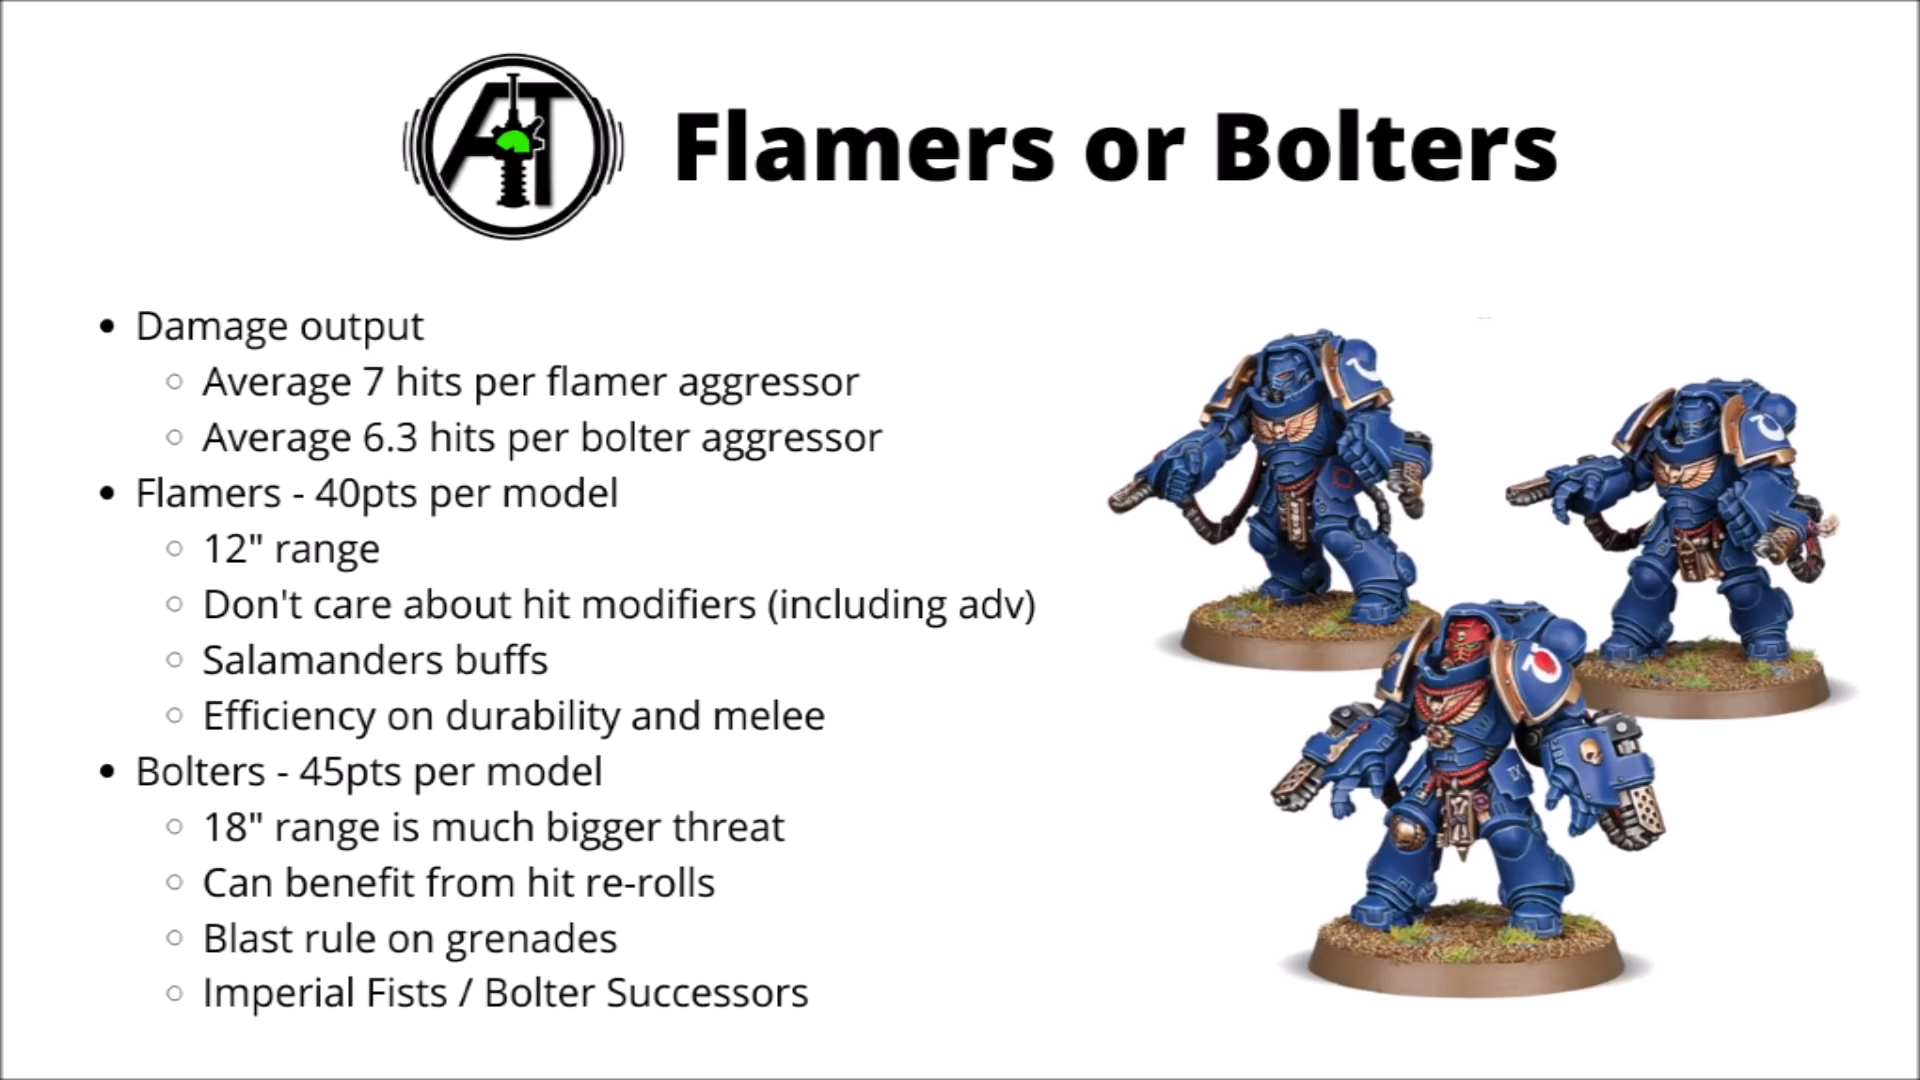 AT
Flamers or Bolters
Damage output
Average 7 hits per flamer aggressor
Average 6.3 hits per bolter aggressor
Flamers - 40pts per model
12" range
Don't care about hit modifiers (including adv)
Salamanders buffs
Efficiency on durability and melee
Bolters - 45pts per model
18" range is much bigger threat
Can benefit from hit re-rolls
Blast rule on grenades
Imperial Fists / Bolter Successors